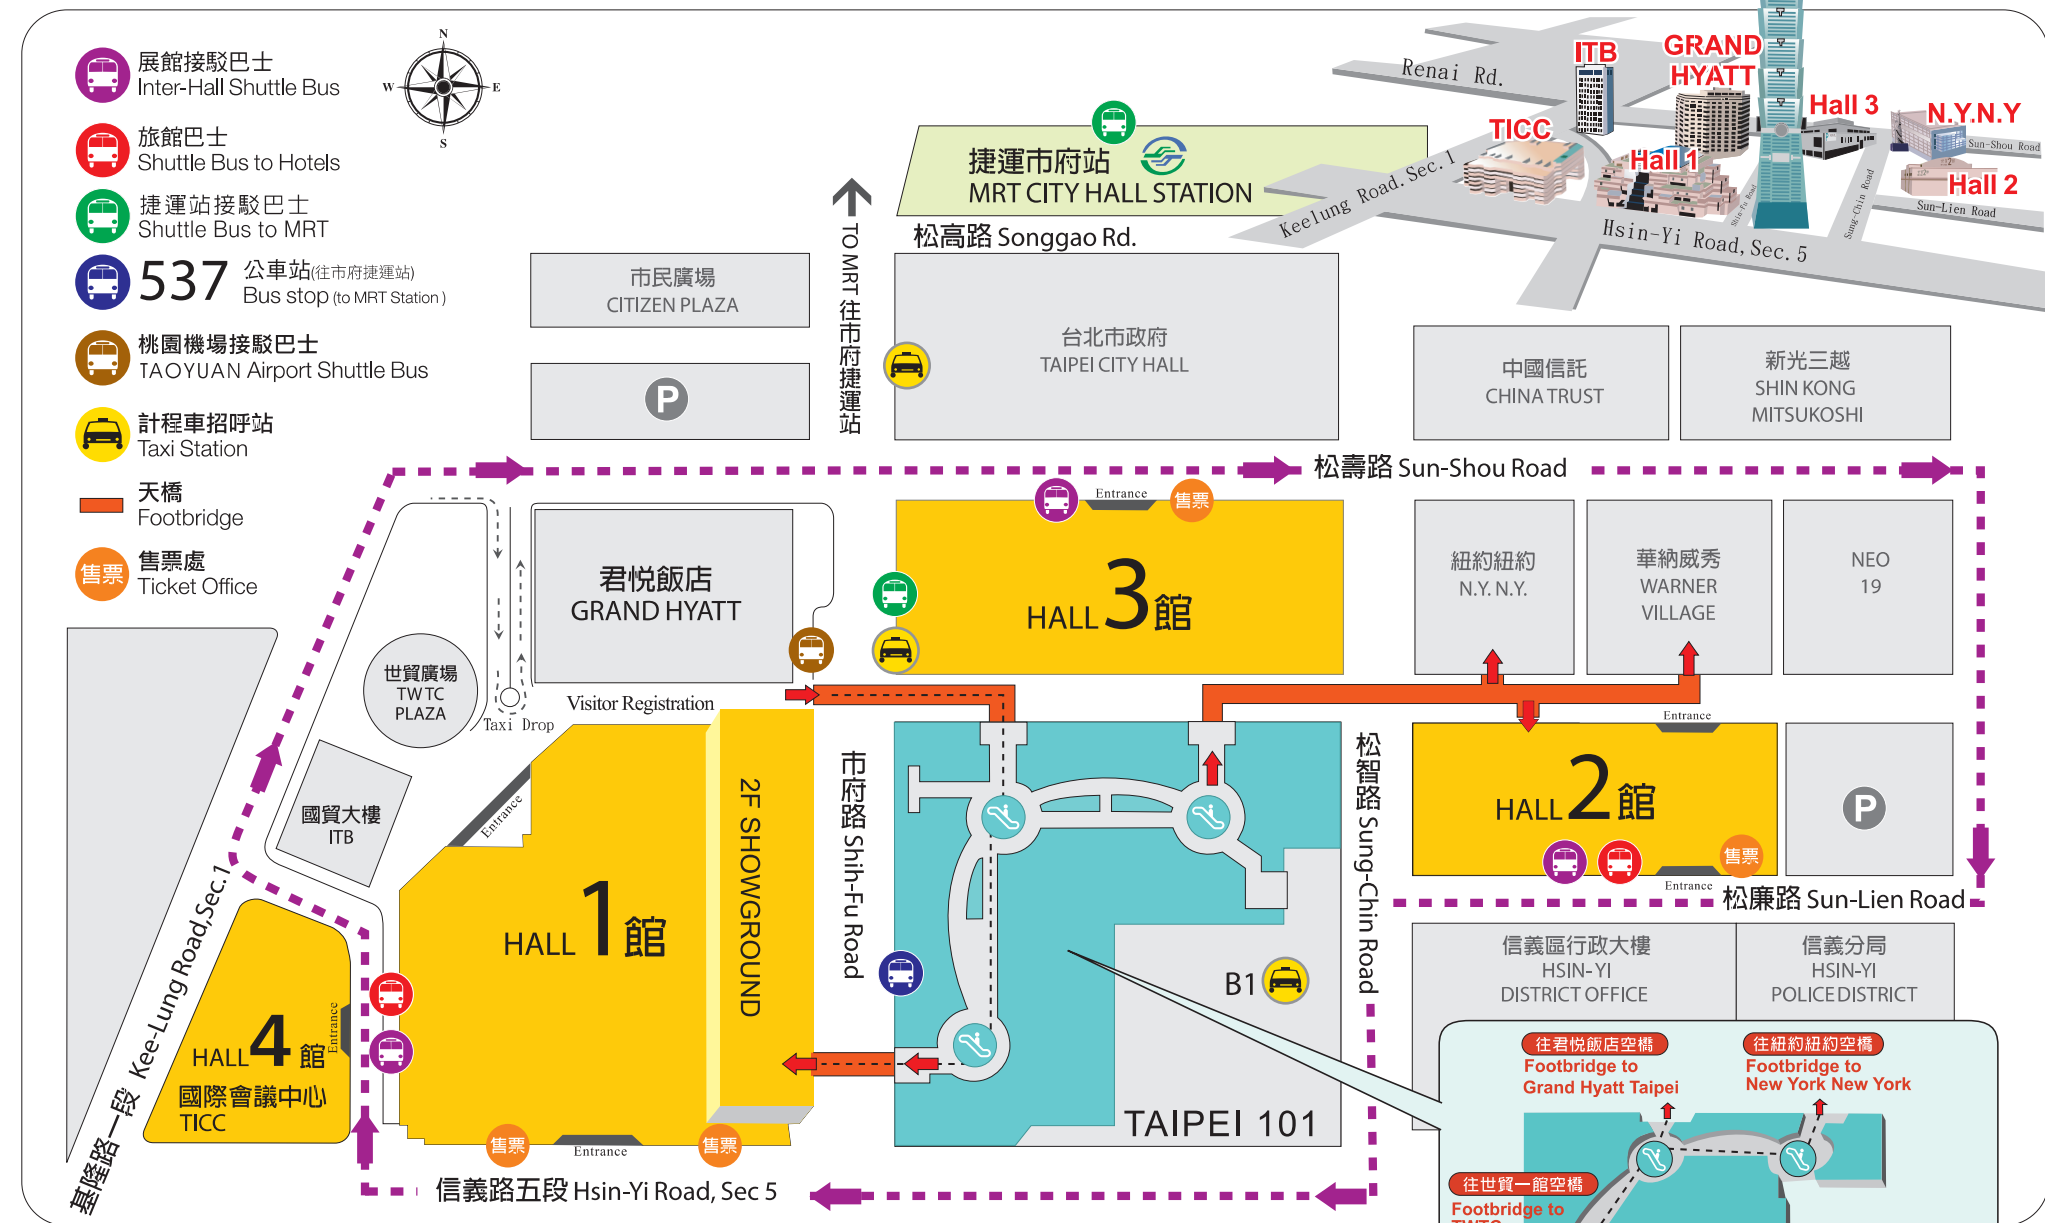 N
W
E
S
展館接駁巴士
Inter-Hall Shuttle Bus
旅館巴士
Shuttle Bus to Hotels
捷運站接駁巴士
Shuttle Bus to MRT
537 公車站(往市府捷運站)
Bus stop (to MRT Station )
桃園機場接駁巴士
TAOYUAN Airport Shuttle Bus
計程車招呼站
Taxi Station
天橋
Footbridge
售票
售票處
Ticket Office
捷運市府站
MRT CITY HALL STATION
松高路 Songgao Rd.
TO MRT 往市府捷運站
Renai Rd.
ITB
GRAND
HYATT
TICC
Hall 1
Hall 3
N.Y.N.Y
Sun-Shou Road
Hall 2
Sun-Lien Road
Keelung Road. Sec. 1
Shin-Fu Road
Sung-Chin Road
Hsin-Yi Road, Sec. 5
市民廣場
CITIZEN PLAZA
P
台北市政府
TAIPEI CITY HALL
中國信託
CHINA TRUST
新光三越
SHIN KONG
MITSUKOSHI
松壽路 Sun-Shou Road
君悅飯店
GRAND HYATT
Entrance
售票
HALL 3 館
紐約紐約
N.Y. N.Y.
華納威秀
WARNER
VILLAGE
NEO
19
世貿廣場
TWTC
PLAZA
Taxi Drop
Visitor Registration
國貿大樓
ITB
Entrance
2F SHOWGROUND
HALL 1 館
市府路 Shih-Fu Road
松智路 Sung-Chin Road
Entrance
HALL 2 館
售票
Entrance
P
松廉路 Sun-Lien Road
基隆路一段 Kee-Lung Road,Sec.1
HALL 4 館
國際會議中心
TICC
Entrance
B1
TAIPEI 101
信義區行政大樓
HSIN-YI
DISTRICT OFFICE
信義分局
HSIN-YI
POLICE DISTRICT
售票
Entrance
售票
信義路五段 Hsin-Yi Road, Sec 5
往君悅飯店空橋
Footbridge to
Grand Hyatt Taipei
往紐約紐約空橋
Footbridge to
New York New York
往世貿一館空橋
Footbridge to